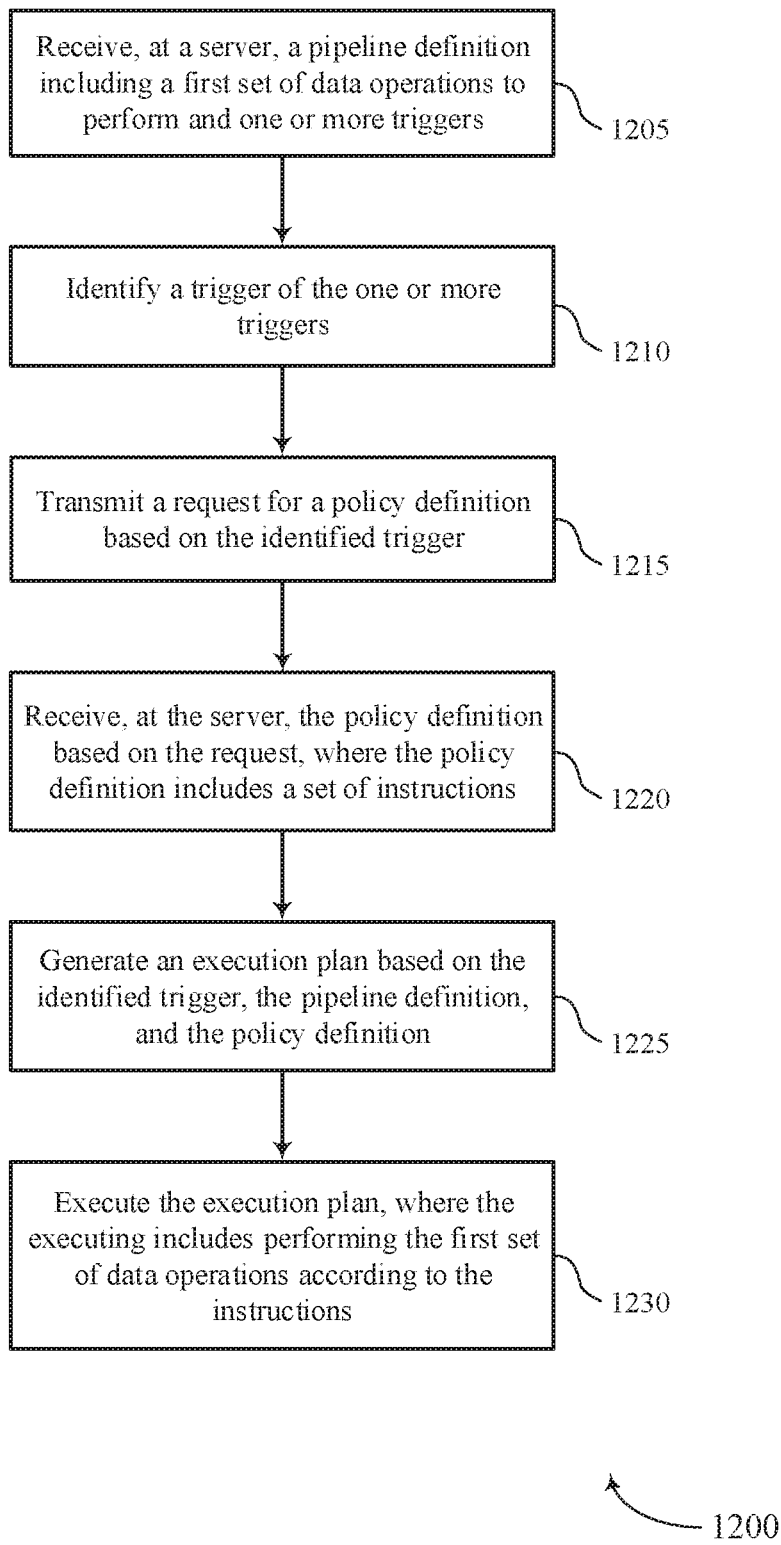 Receive, at a server, a pipeline definition
including a first set of data operations to
perform and one or more triggers
1205
Identify a trigger of the one or more
triggers
1210
Transmit a request for a policy definition
based on the identified trigger
1215
Receive, at the server, the policy definition
based on the request, where the policy
definition includes a set of instructions
1220
Generate an execution plan based on the
identified trigger, the pipeline definition,
and the policy definition
1225
Execute the execution plan, where the
executing includes performing the first set
of data operations according to the
instructions
1230
1200